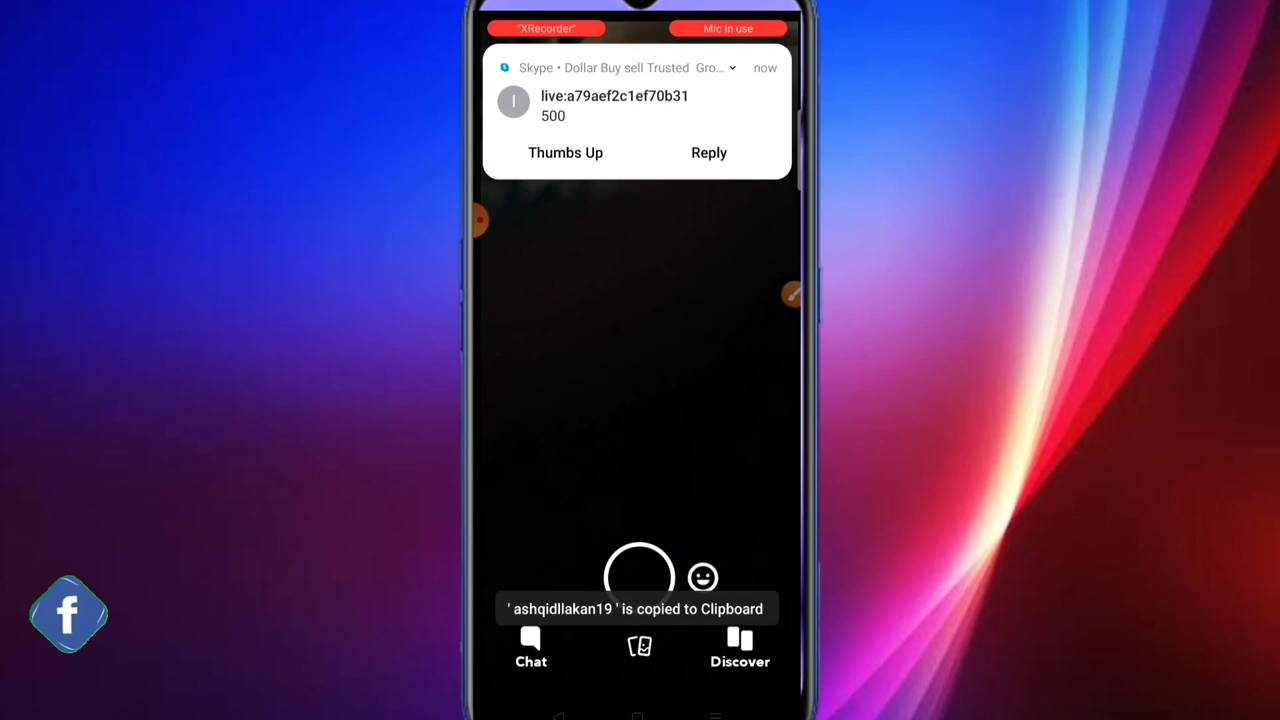 "XRecorder"
Mic in use
Skype • Dollar Buy sell Trusted Gro... now
l
live:a79aef2c1ef70b31
500
Thumbs Up
Reply
' ashqidllakan19 ' is copied to Clipboard
Chat
Discover
f